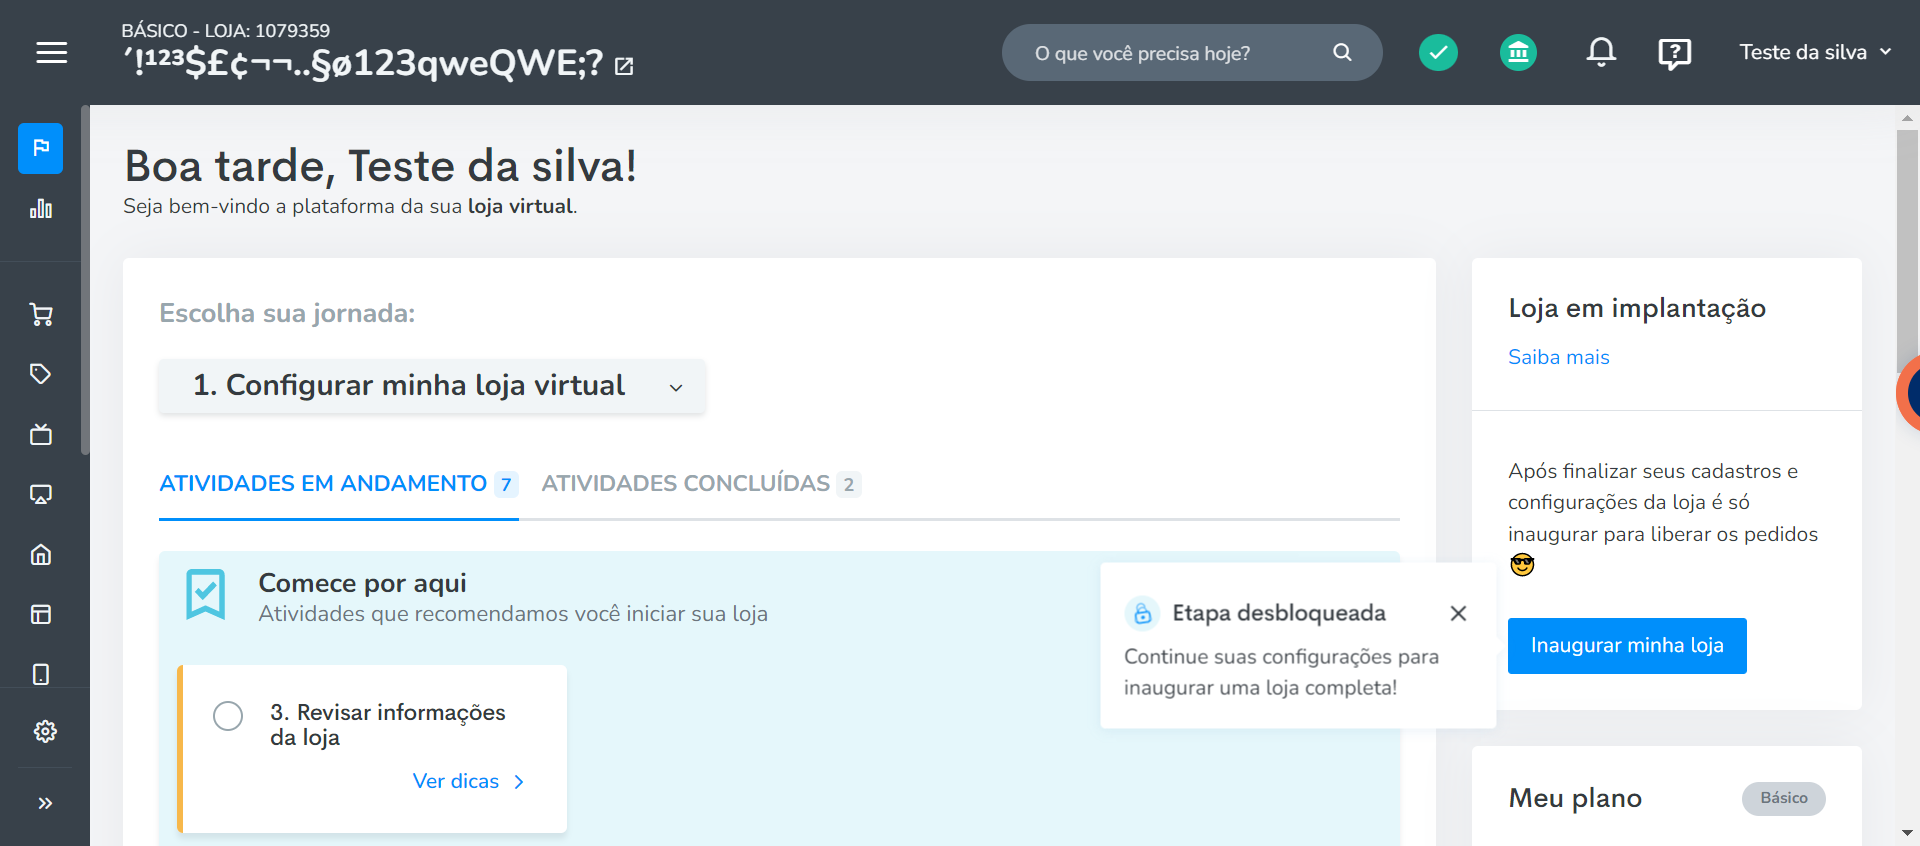 BÁSICO - LOJA: 1079359
´!¹²³$£¢¬¬..§ø123qweQWE;?
O que você precisa hoje?
Teste da silva
Boa tarde, Teste da silva!
Seja bem-vindo a plataforma da sua loja virtual.
Escolha sua jornada:
1. Configurar minha loja virtual
ATIVIDADES EM ANDAMENTO 7 ATIVIDADES CONCLUÍDAS 2
Comece por aqui
Atividades que recomendamos você iniciar sua loja
3. Revisar informações
da loja
Ver dicas
Etapa desbloqueada
Continue suas configurações para
inaugurar uma loja completa!
Loja em implantação
Saiba mais
Após finalizar seus cadastros e
configurações da loja é só
inaugurar para liberar os pedidos
😎
Inaugurar minha loja
Meu plano
Básico